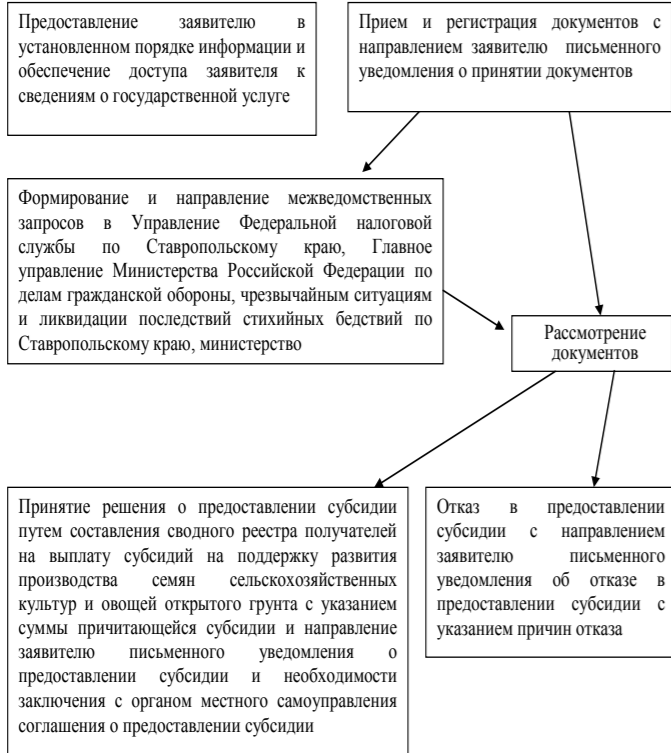 Предоставление заявителю в
установленном порядке информации и
обеспечение доступа заявителя к
сведениям о государственной услуге
Прием и регистрация документов с
направлением заявителю письменного
уведомления о принятии документов
Формирование и направление межведомственных
запросов в Управление Федеральной налоговой
службы по Ставропольскому краю, Главное
управление Министерства Российской Федерации по
делам гражданской обороны, чрезвычайным ситуациям
и ликвидации последствий стихийных бедствий по
Ставропольскому краю, министерство
Рассмотрение
документов
Принятие решения о предоставлении субсидии
путем составления сводного реестра получателей
на выплату субсидий на поддержку развития
производства семян сельскохозяйственных
культур и овощей открытого грунта с указанием
суммы причитающейся субсидии и направление
заявителю письменного уведомления о
предоставлении субсидии и необходимости
заключения с органом местного самоуправления
соглашения о предоставлении субсидии
Отказ в предоставлении
субсидии с направлением
заявителю письменного
уведомления об отказе в
предоставлении субсидии с
указанием причин отказа